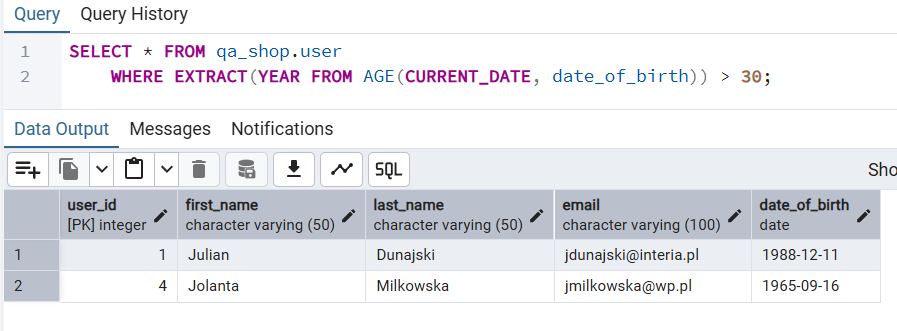 Query Query History
1 SELECT * FROM qa_shop.user
2 WHERE EXTRACT(YEAR FROM AGE(CURRENT_DATE, date_of_birth)) > 30;
Data Output Messages Notifications
SQL Sho
user_id first_name last_name email date_of_birth
[PK] integer character varying (50) character varying (50) character varying (100) date
1 1 Julian Dunajski jdunajski@interia.pl 1988-12-11
2 4 Jolanta Milkowska jmilkowska@wp.pl 1965-09-16